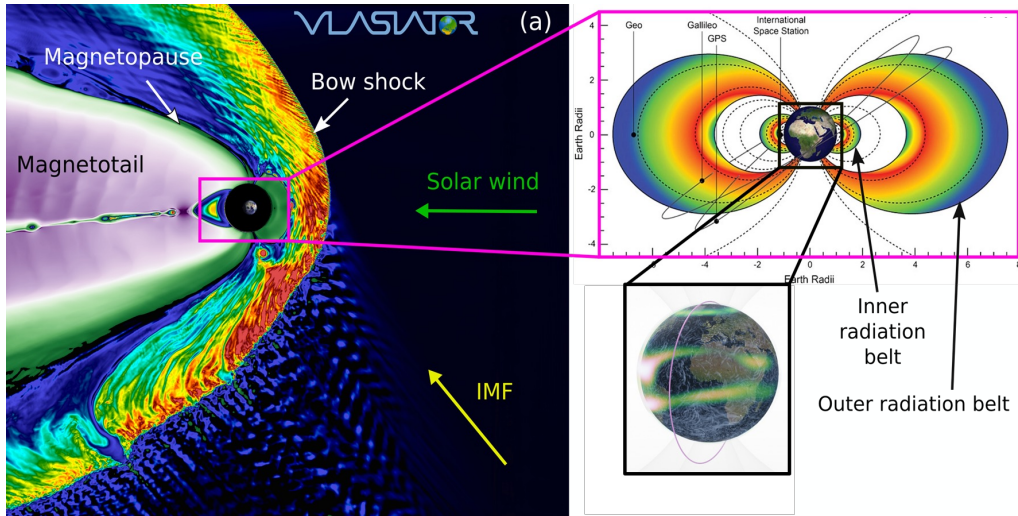 VLASIATOR
(a)
Magnetopause
Bow shock
Magnetotail
Solar wind
IMF
Geo
Gallileo
GPS
International
Space Station
Earth Radii
4
2
0
-2
-4
-4
-2
0
2
4
6
Earth Radii
Inner
radiation
belt
Outer radiation belt